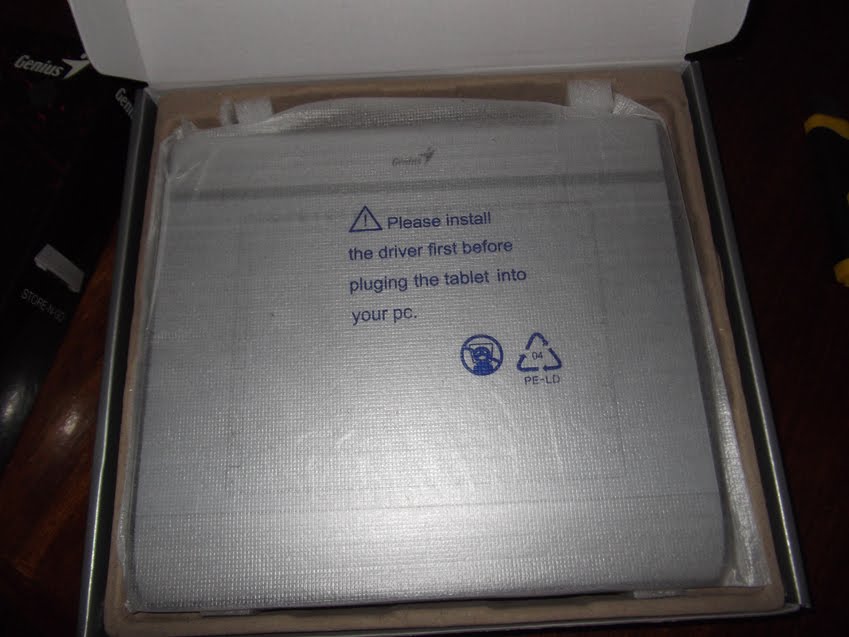 Genius
Genius
Please install
the driver first before
pluging the tablet into
your pc.
04
PE-LD
STORE-N-GO